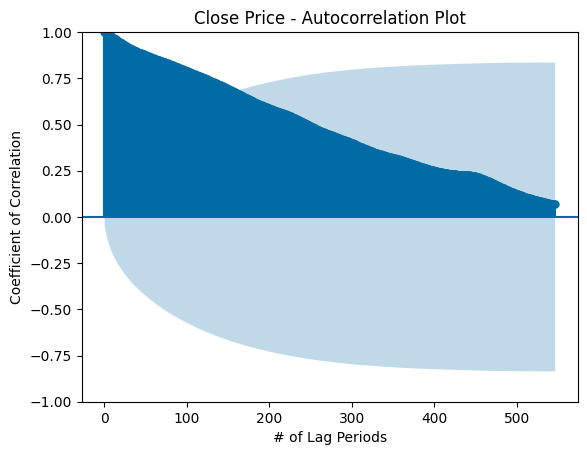 Close Price - Autocorrelation Plot
1.00
0.75
0.50
0.25
0.00
−0.25
−0.50
−0.75
−1.00
Coefficient of Correlation
0 100 200 300 400 500
# of Lag Periods